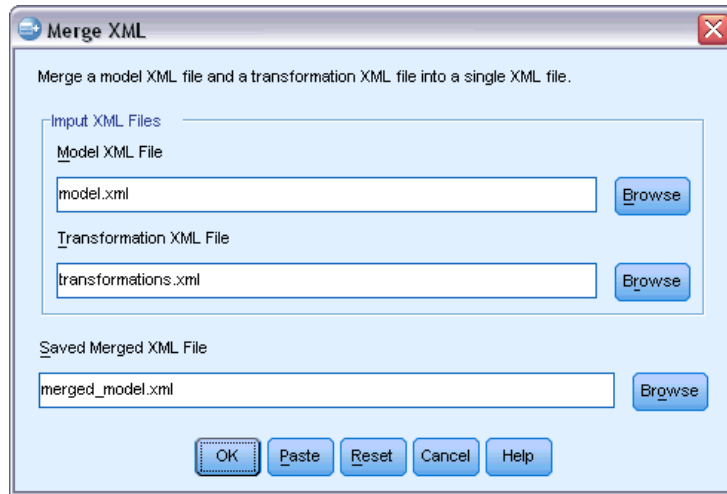 Merge XML
Merge a model XML file and a transformation XML file into a single XML file.
Imput XML Files
Model XML File
model.xml
Browse
Transformation XML File
transformations.xml
Browse
Saved Merged XML File
merged_model.xml
Browse
OK Paste Reset Cancel Help